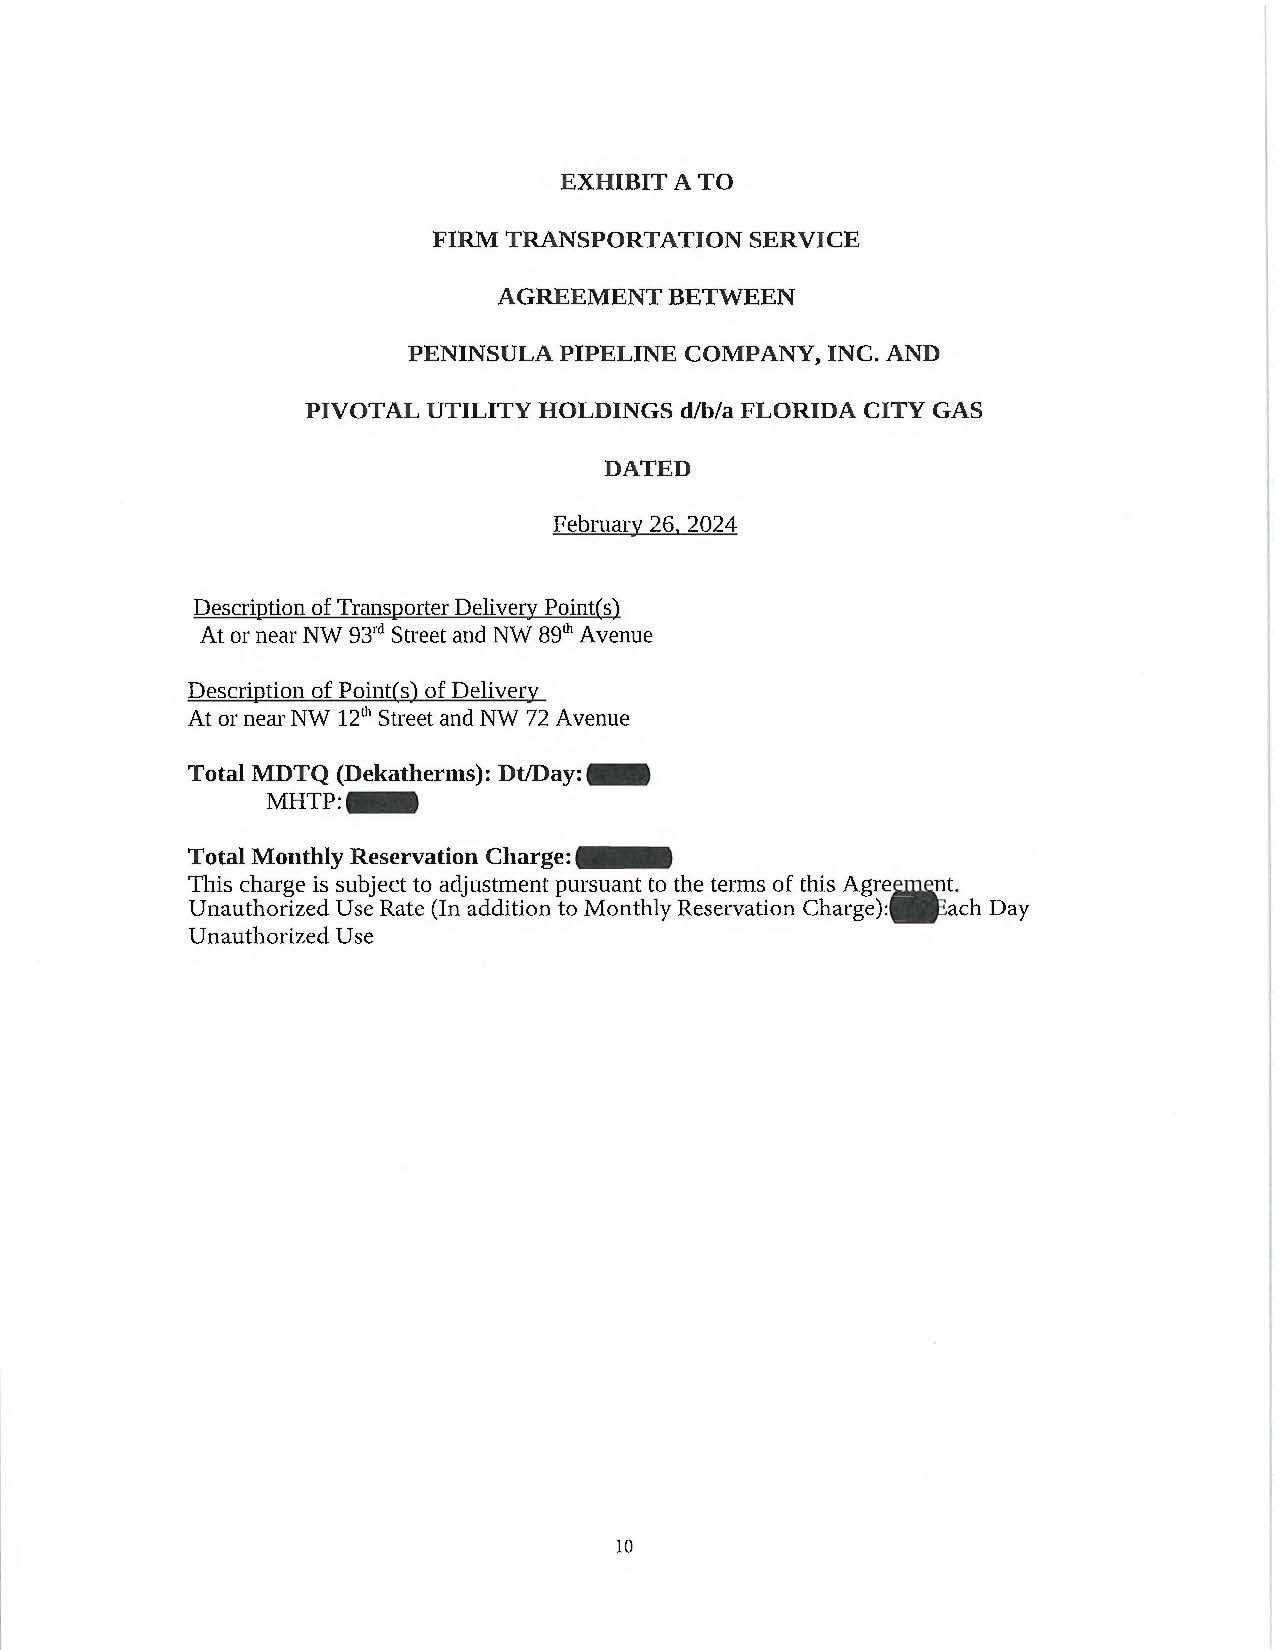 EXHIBIT A TO
FIRM TRANSPORTATION SERVICE
AGREEMENT BETWEEN
PENINSULA PIPELINE COMPANY, INC. AND
PIVOTAL UTILITY HOLDINGS d/b/a FLORIDA CITY GAS
DATED
February 26, 2024
Description of Transporter Delivery Point(s)
At or near NW 93rd Street and NW 89th Avenue
Description of Point(s) of Delivery
At or near NW 12th Street and NW 72 Avenue
Total MDTQ (Dekatherms): Dt/Day:
MHTP:
Total Monthly Reservation Charge:
This charge is subject to adjustment pursuant to the terms of this Agreement.
Unauthorized Use Rate (In addition to Monthly Reservation Charge): Each Day
Unauthorized Use
10